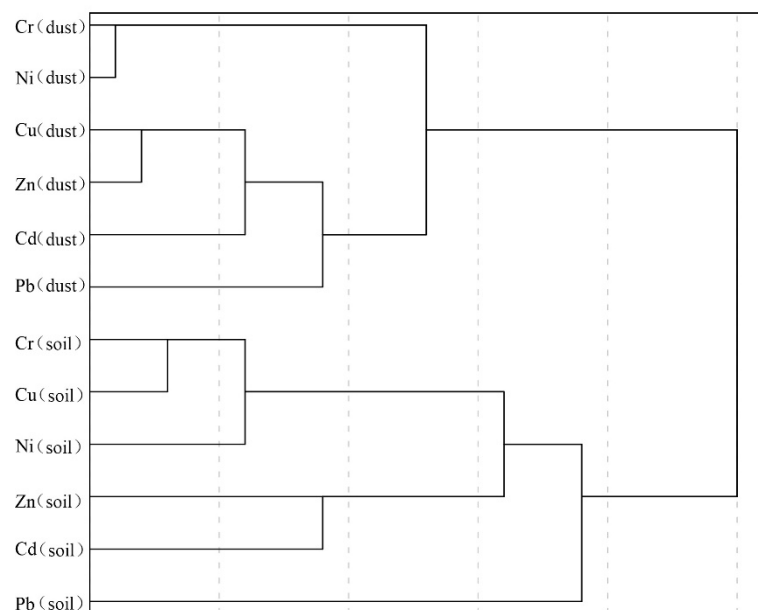 Cr（dust）
Ni（dust）
Cu（dust）
Zn（dust）
Cd（dust）
Pb（dust）
Cr（soil）
Cu（soil）
Ni（soil）
Zn（soil）
Cd（soil）
Pb（soil）